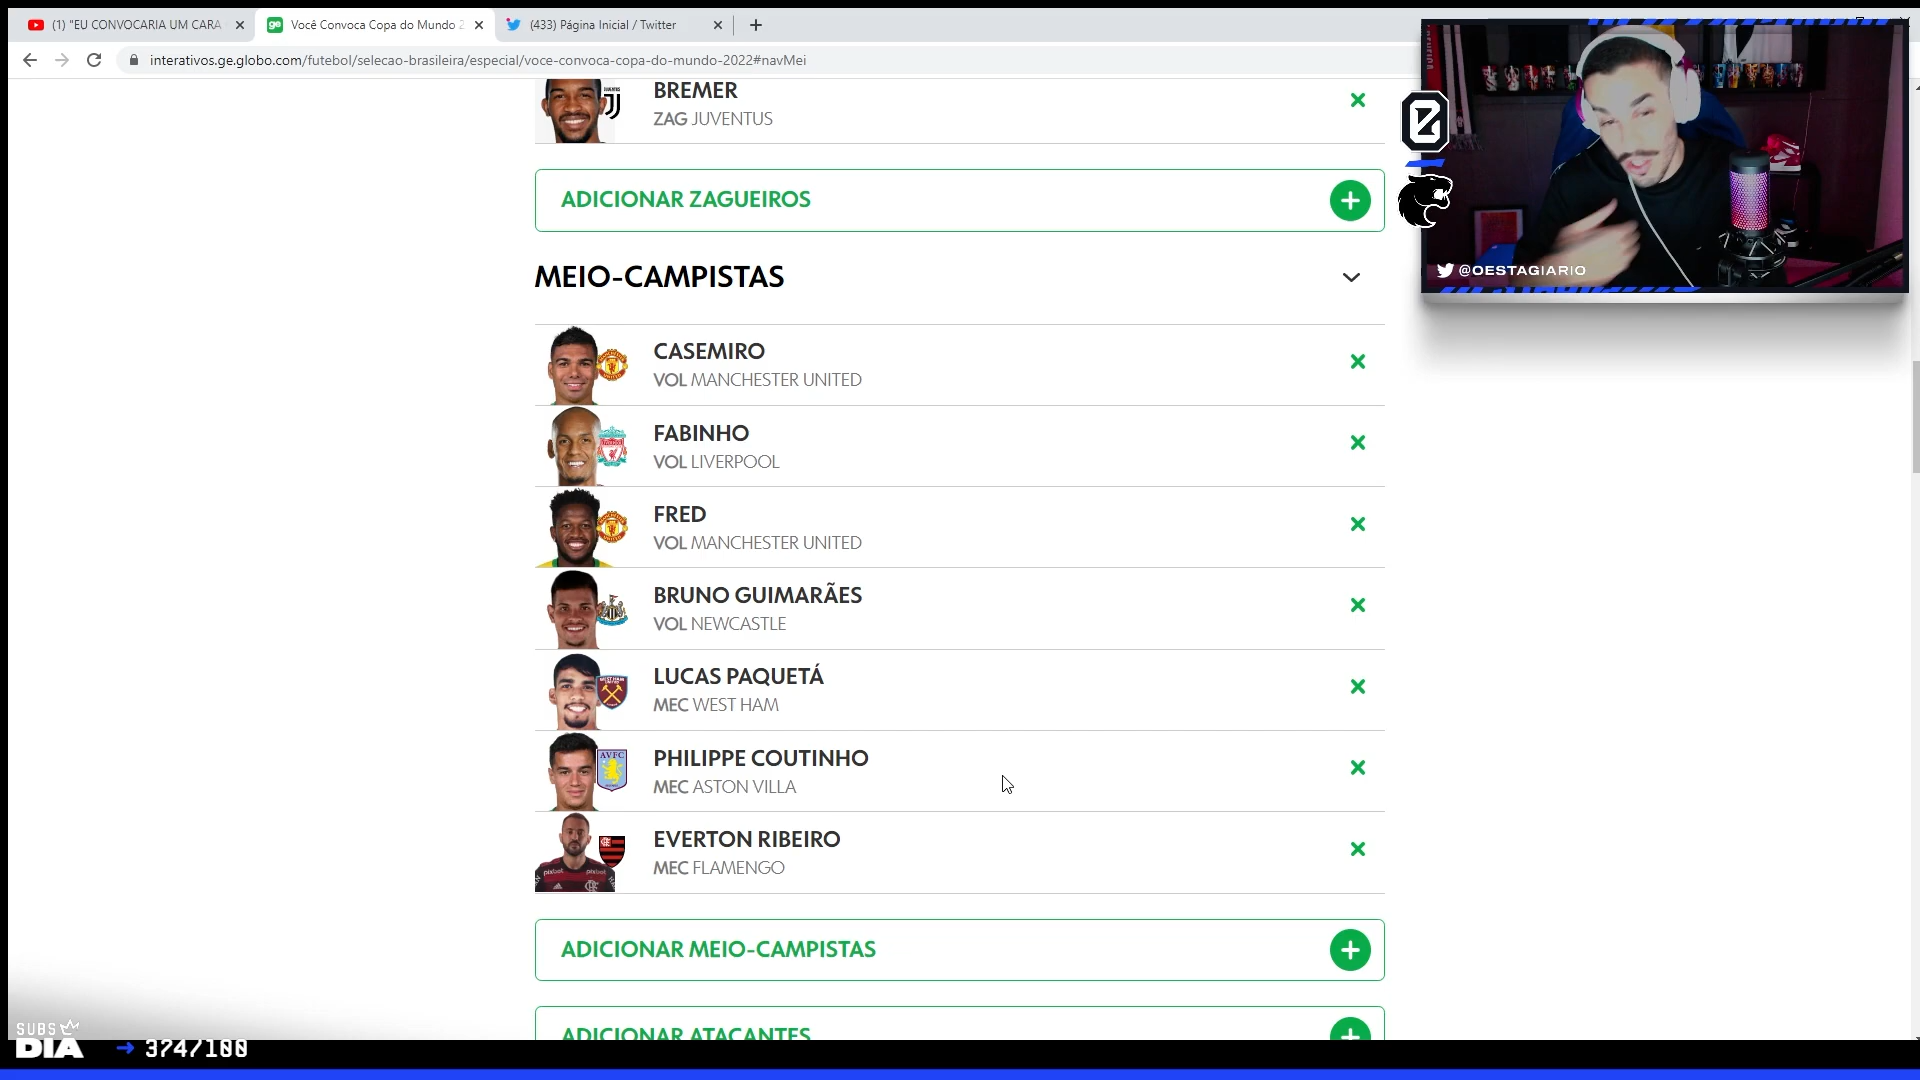 (1) "EU CONVOCARIA UM CARA
Você Convoca Copa do Mundo 2
(433) Página Inicial / Twitter
interativos.ge.globo.com/futebol/selecao-brasileira/especial/voce-convoca-copa-do-mundo-2022#navMei
BREMER
ZAG JUVENTUS
ADICIONAR ZAGUEIROS
@OESTAGIARIO
MEIO-CAMPISTAS
CASEMIRO
VOL MANCHESTER UNITED
FABINHO
VOL LIVERPOOL
FRED
VOL MANCHESTER UNITED
BRUNO GUIMARÃES
VOL NEWCASTLE
LUCAS PAQUETÁ
MEC WEST HAM
PHILIPPE COUTINHO
MEC ASTON VILLA
EVERTON RIBEIRO
MEC FLAMENGO
ADICIONAR MEIO-CAMPISTAS
ADICIONAR ATACANTES
SUBS
DIA → 374/100